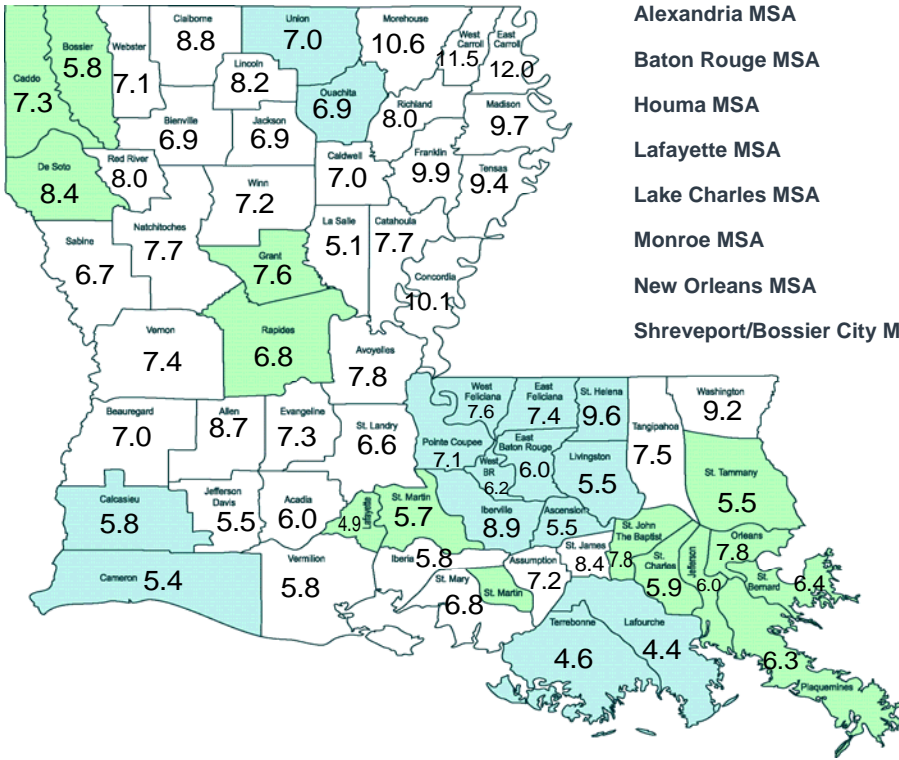 Alexandria MSA
Baton Rouge MSA
Houma MSA
Lafayette MSA
Lake Charles MSA
Monroe MSA
New Orleans MSA
Shreveport/Bossier City M
Caddo
7.3
Bossier
5.8
Webster
7.1
Claiborne
8.8
Lincoln
8.2
Union
7.0
Morehouse
10.6
West
Carroll
11.5
East
Carroll
12.0
Ouachita
6.9
Richland
8.0
Madison
9.7
Bienville
6.9
Jackson
6.9
De Soto
8.4
Red River
8.0
Winn
7.2
Caldwell
7.0
Franklin
9.9
Tensas
9.4
Sabine
6.7
Natchitoches
7.7
Grant
7.6
La Salle
5.1
Catahoula
7.7
Concordia
10.1
Vernon
7.4
Rapides
6.8
Avoyelles
7.8
Beauregard
7.0
Allen
8.7
Evangeline
7.3
St. Landry
6.6
Pointe Coupee
7.1
West
Feliciana
7.6
East
Feliciana
7.4
St. Helena
9.6
Tangipahoa
7.5
Washington
9.2
West
BR
6.2
East
Baton Rouge
6.0
Livingston
5.5
St. Tammany
5.5
Calcasieu
5.8
Jefferson
Davis
5.5
Acadia
6.0
Lafayette
4.9
St. Martin
5.7
Iberville
8.9
Ascension
5.5
St. John
The Baptist
7.8
St.
Charles
5.9
Jefferson
6.0
Orleans
7.8
St.
Bernard
6.4
Cameron
5.4
Vermilion
5.8
Iberia
5.8
St. Mary
6.8
St. Martin
Assumption
7.2
St. James
8.4
Terrebonne
4.6
Lafourche
4.4
6.3
Plaquemines